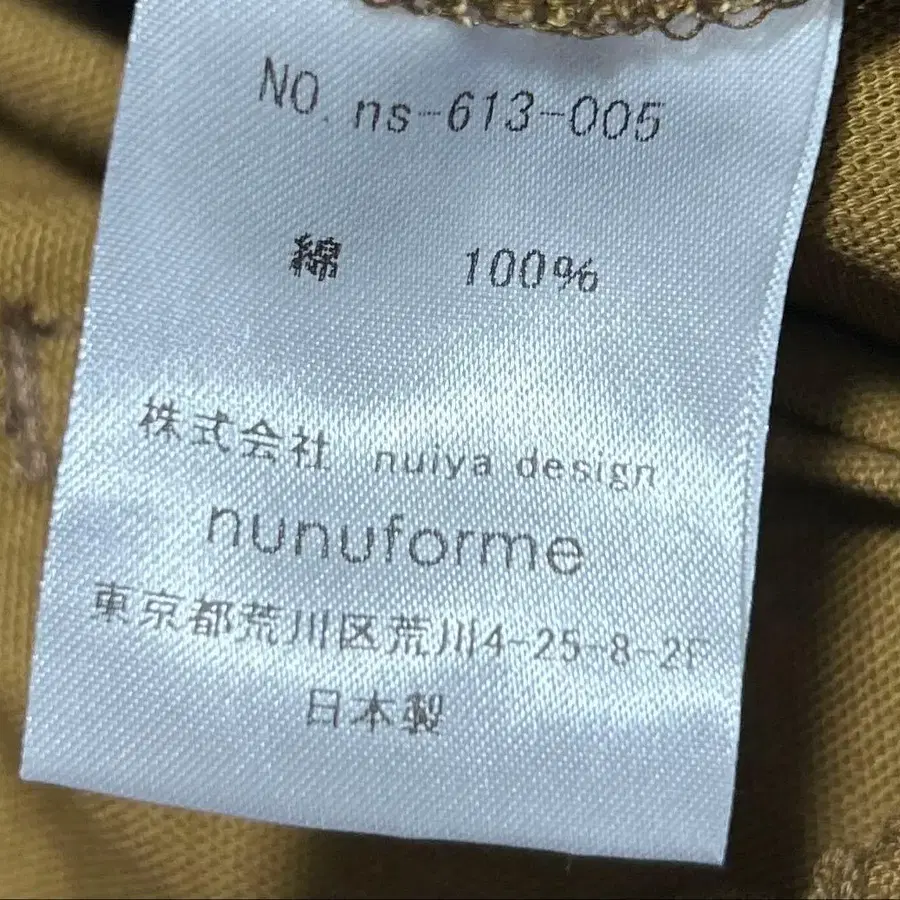 NO. ns-613-005
綿 100%
株式会社 nuiya design
nunuforme
東京都荒川区荒川4-25-8-2F
日本製